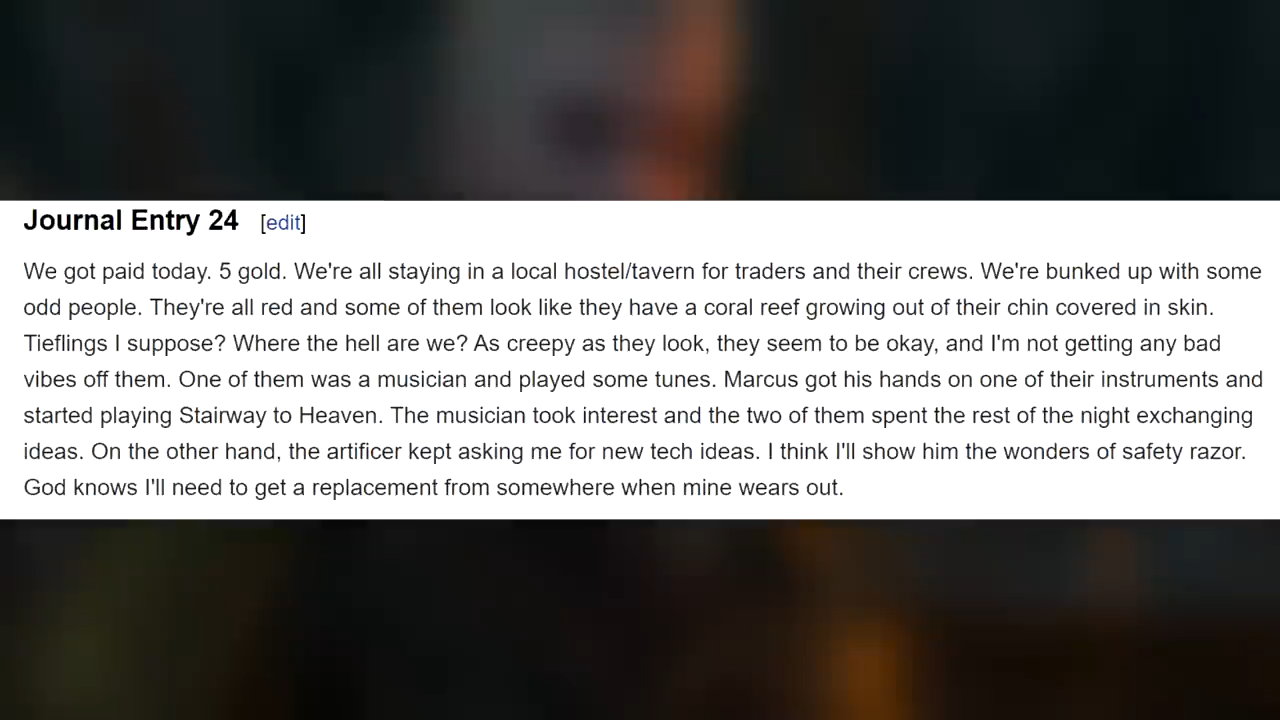 Journal Entry 24 [edit]
We got paid today. 5 gold. We're all staying in a local hostel/tavern for traders and their crews. We're bunked up with some
odd people. They're all red and some of them look like they have a coral reef growing out of their chin covered in skin.
Tieflings I suppose? Where the hell are we? As creepy as they look, they seem to be okay, and I'm not getting any bad
vibes off them. One of them was a musician and played some tunes. Marcus got his hands on one of their instruments and
started playing Stairway to Heaven. The musician took interest and the two of them spent the rest of the night exchanging
ideas. On the other hand, the artificer kept asking me for new tech ideas. I think I'll show him the wonders of safety razor.
God knows I'll need to get a replacement from somewhere when mine wears out.